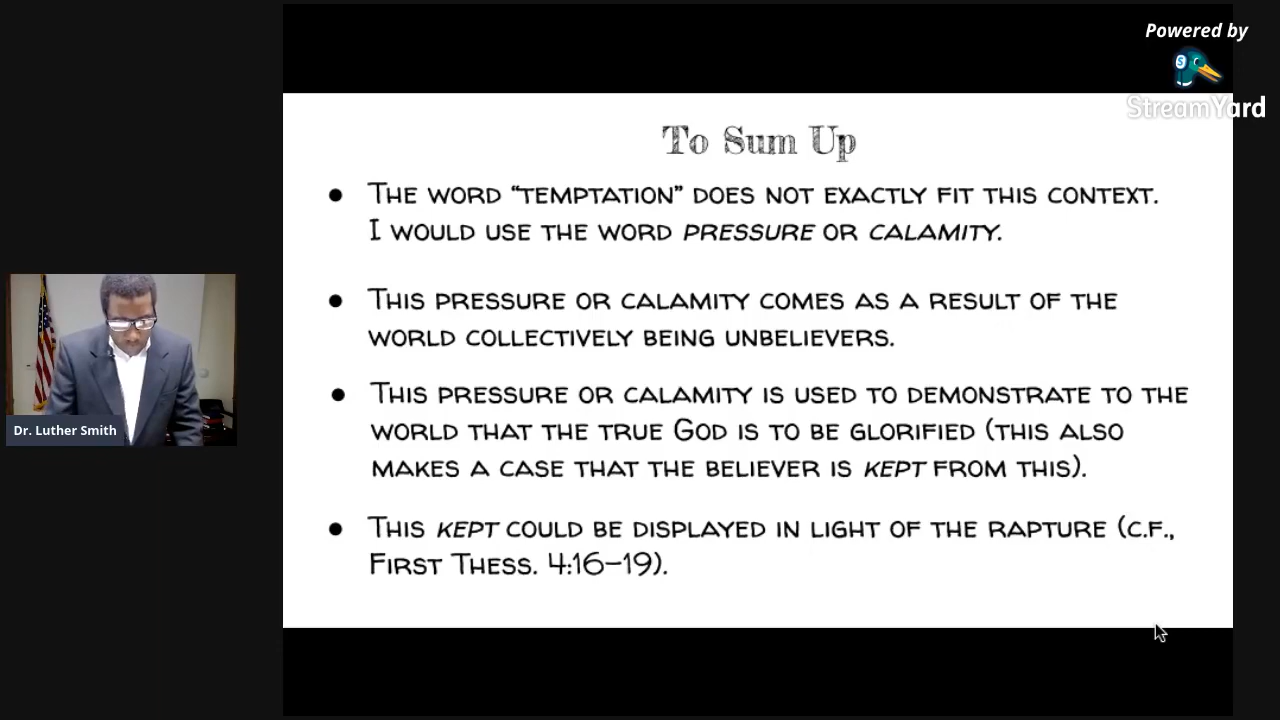 Powered by
StreamYard
To Sum Up
● The word “temptation” does not exactly fit this context.
I would use the word pressure or calamity.
● This pressure or calamity comes as a result of the
world collectively being unbelievers.
● This pressure or calamity is used to demonstrate to the
world that the true God is to be glorified (this also
makes a case that the believer is kept from this).
● This kept could be displayed in light of the rapture (c.f.,
First Thess. 4:16–19).
Dr. Luther Smith